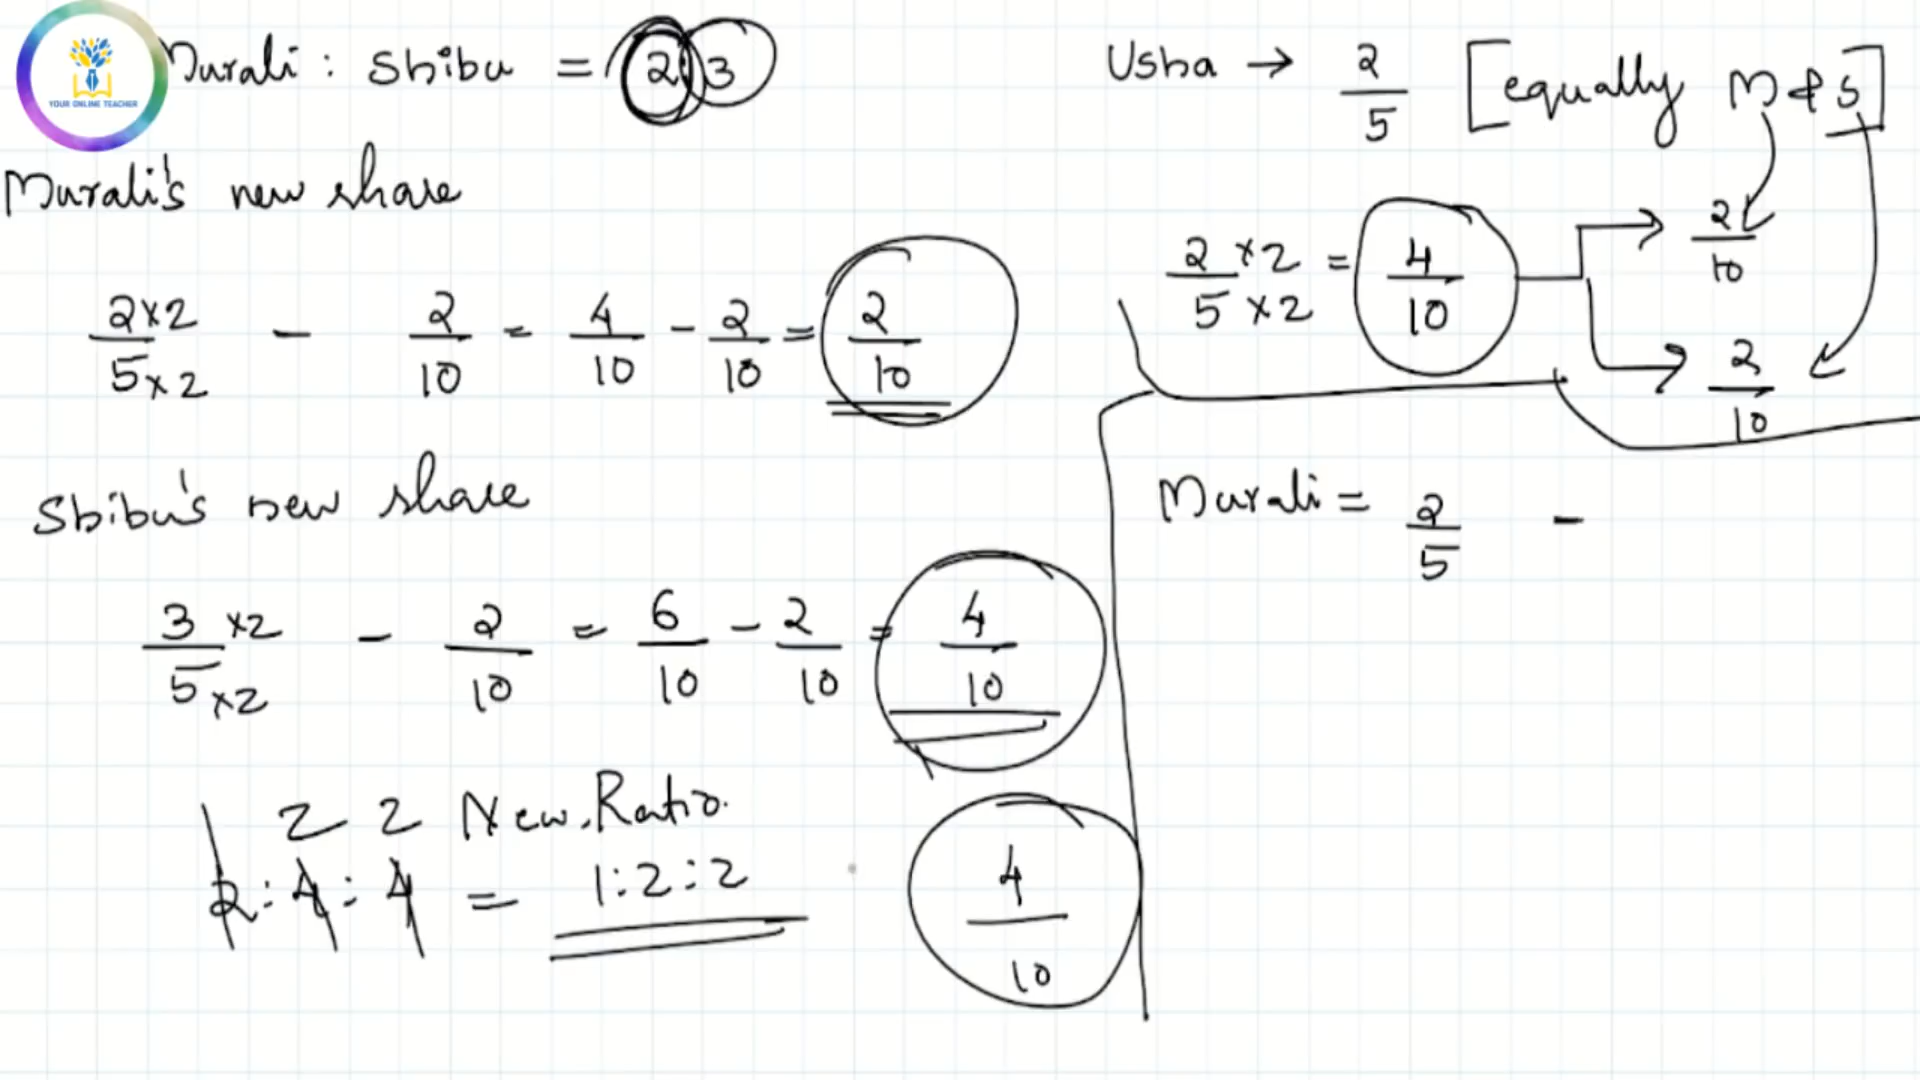 Murali : Shibu = 2:3
YOUR ONLINE TEACHER
Murali's new share
2×2/5×2 - 2/10 = 4/10 - 2/10 = 2/10
Shibu's new share
3×2/5×2 - 2/10 = 6/10 - 2/10 = 4/10
2 2 New Ratio
2:4:4 = 1:2:2
4/10
Usha → 2/5 [equally M & S]
2×2/5×2 = 4/10 → 2/10
→ 2/10
Murali = 2/5 -